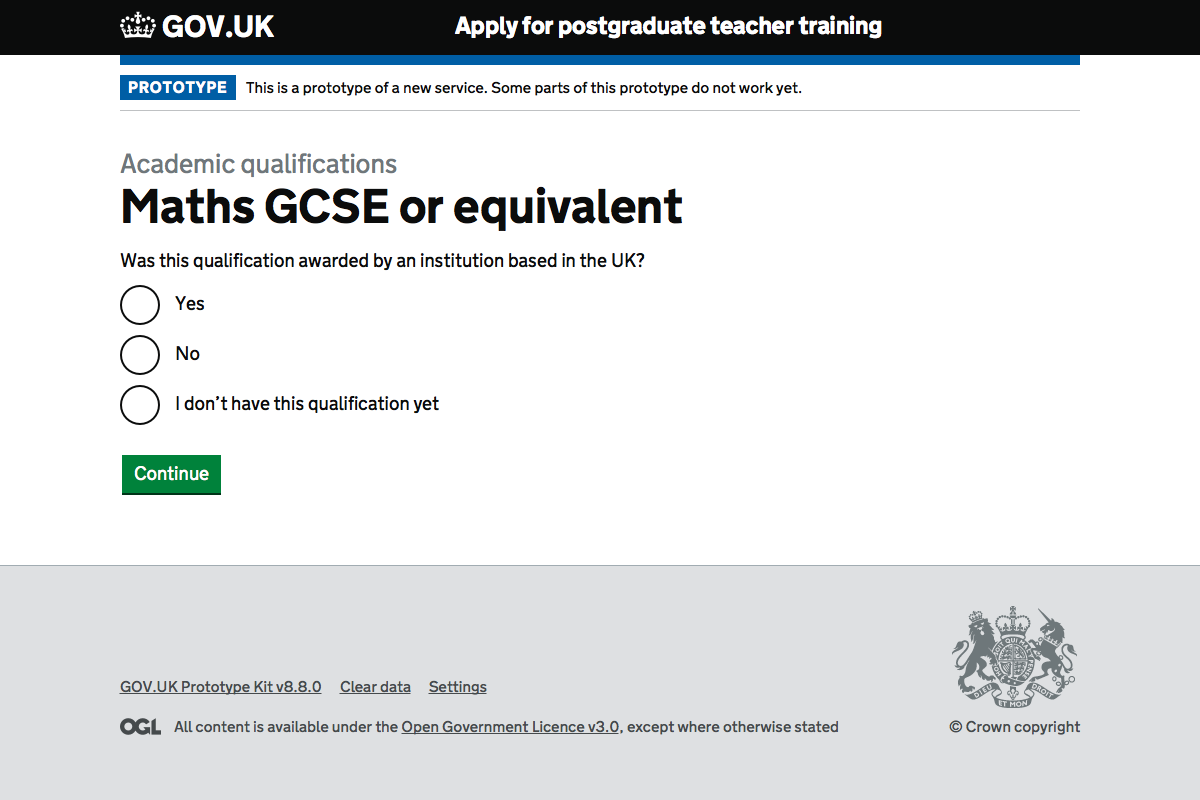 GOV.UK
Apply for postgraduate teacher training
PROTOTYPE
This is a prototype of a new service. Some parts of this prototype do not work yet.
Academic qualifications
Maths GCSE or equivalent
Was this qualification awarded by an institution based in the UK?
Yes
No
I don’t have this qualification yet
Continue
GOV.UK Prototype Kit v8.8.0
Clear data
Settings
OGL
All content is available under the Open Government Licence v3.0, except where otherwise stated
DIEU ET MON DROIT
© Crown copyright